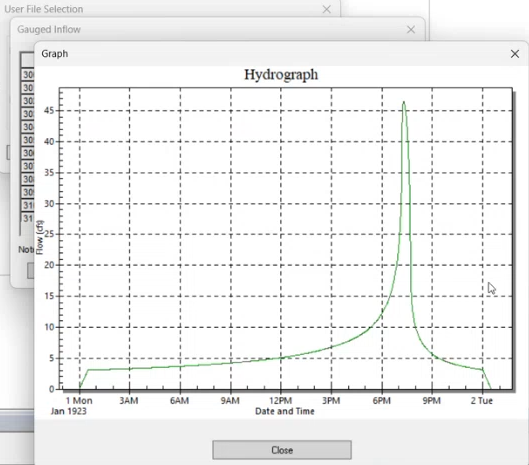 User File Selection
Gauged Inflow
Graph
Hydrograph
45
40
35
30
25
20
15
10
5
0
Flow (cfs)
1 Mon 3AM 6AM 9AM 12PM 3PM 6PM 9PM 2 Tue
Jan 1923
Date and Time
Close